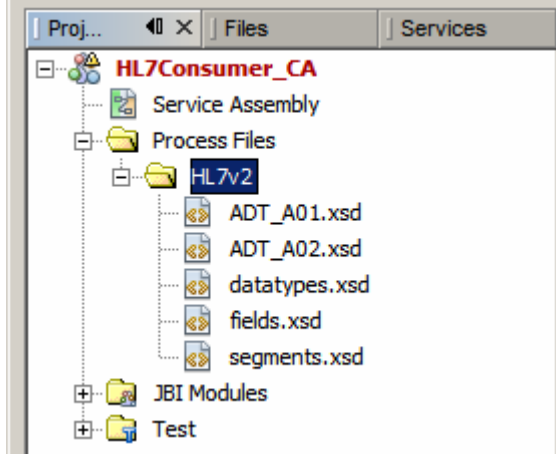 Proj... Files Services
HL7Consumer_CA
Service Assembly
Process Files
HL7v2
ADT_A01.xsd
ADT_A02.xsd
datatypes.xsd
fields.xsd
segments.xsd
JBI Modules
Test